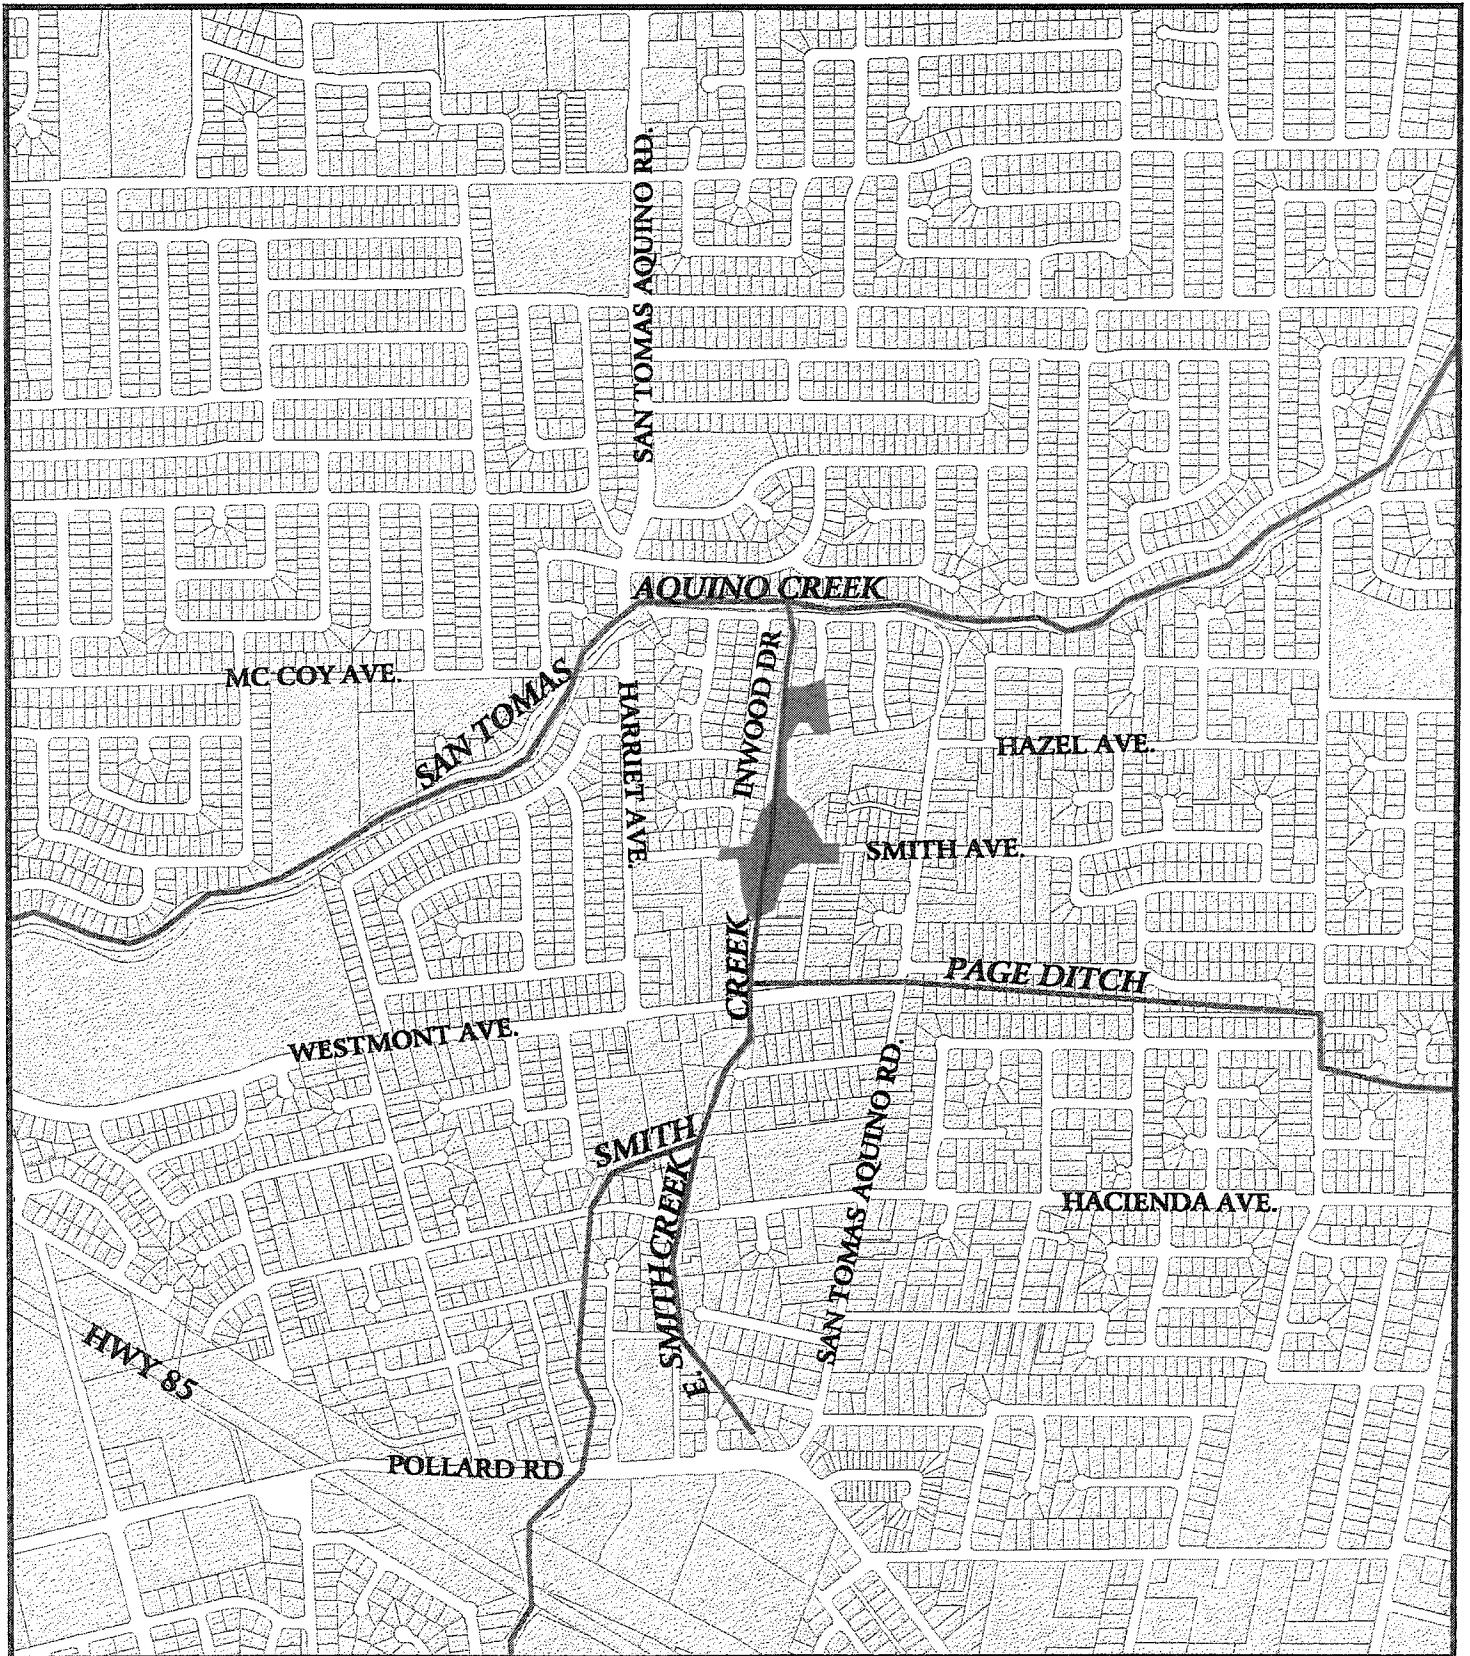 SAN TOMAS AQUINO RD.
AQUINO CREEK
MC COY AVE.
SAN TOMAS
HARRIET AVE.
INWOOD DR
HAZEL AVE.
SMITH AVE.
CREEK
PAGE DITCH
WESTMONT AVE.
SMITH
SAN TOMAS AQUINO RD.
SMITH CREEK
HACIENDA AVE.
HWY 85
E.
POLLARD RD